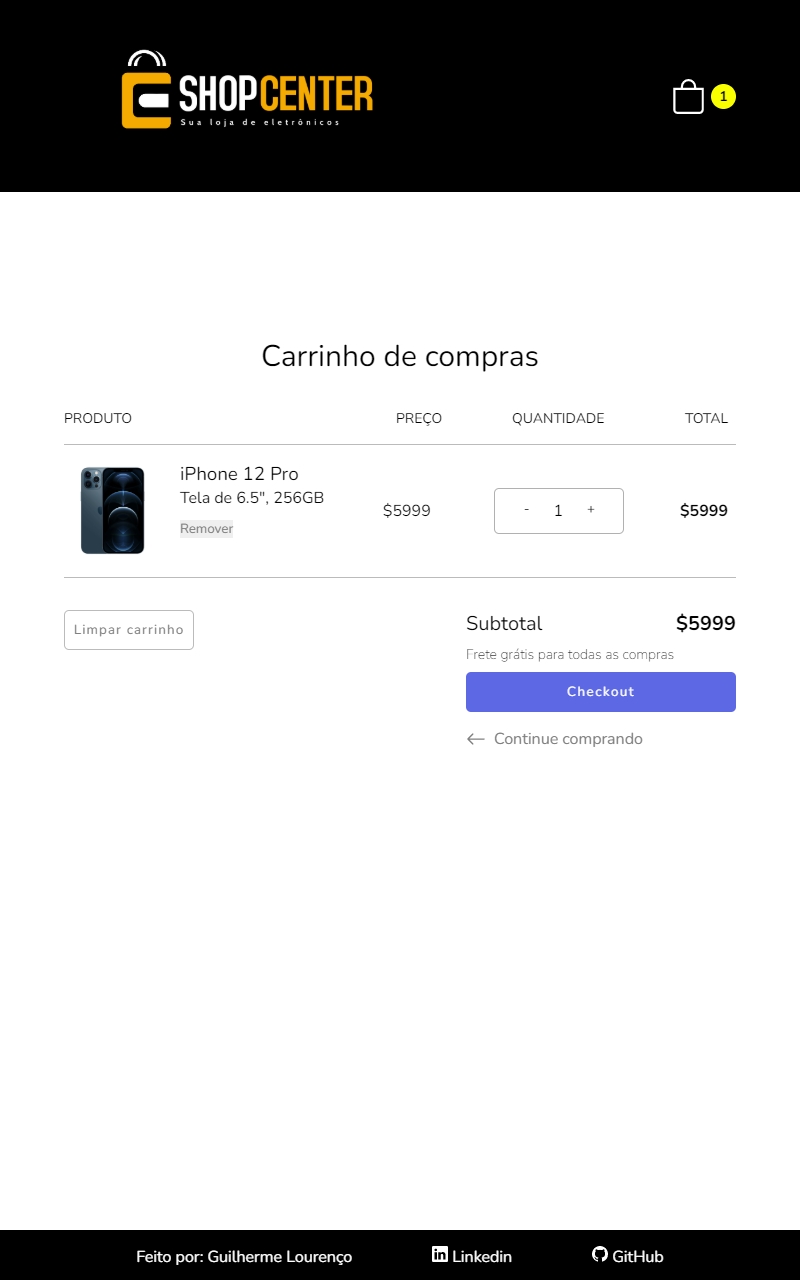 SHOPCENTER
Sua loja de eletrônicos
1
Carrinho de compras
PRODUTO PREÇO QUANTIDADE TOTAL
iPhone 12 Pro
Tela de 6.5", 256GB
Remover
$5999 - 1 + $5999
Limpar carrinho
Subtotal $5999
Frete grátis para todas as compras
Checkout
Continue comprando
Feito por: Guilherme Lourenço Linkedin GitHub